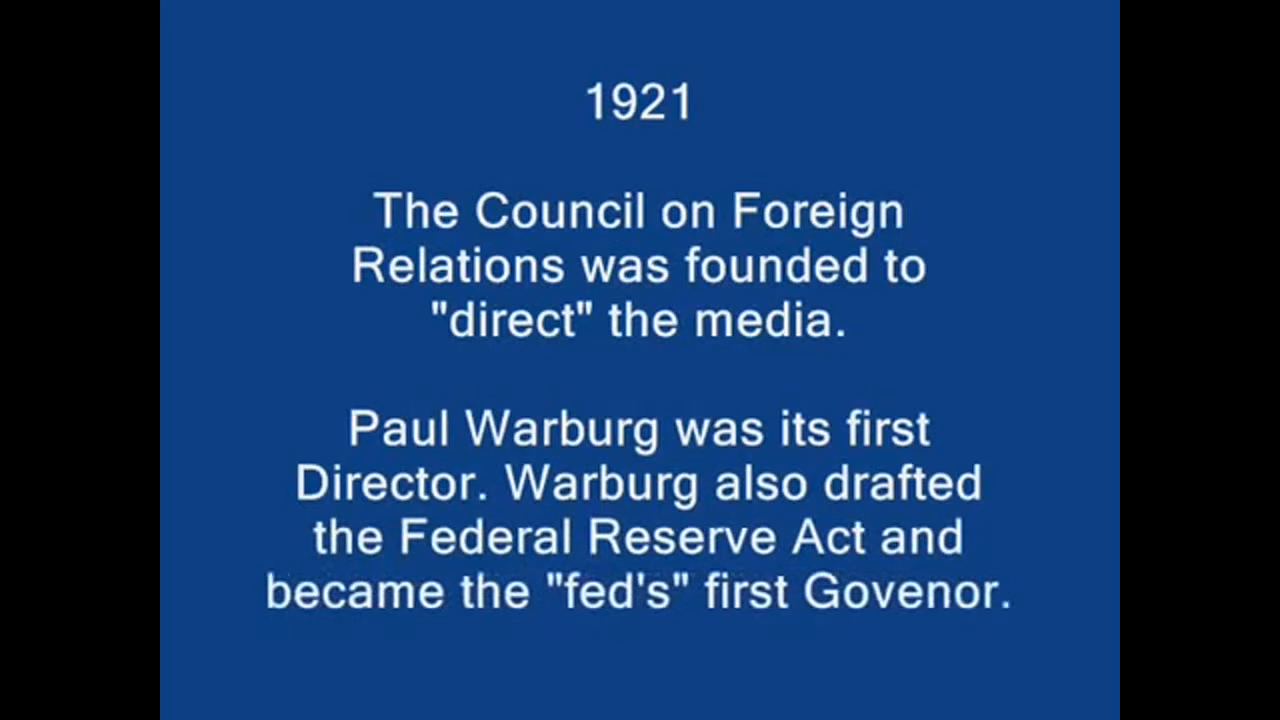 1921
The Council on Foreign
Relations was founded to
"direct" the media.
Paul Warburg was its first
Director. Warburg also drafted
the Federal Reserve Act and
became the "fed's" first Govenor.